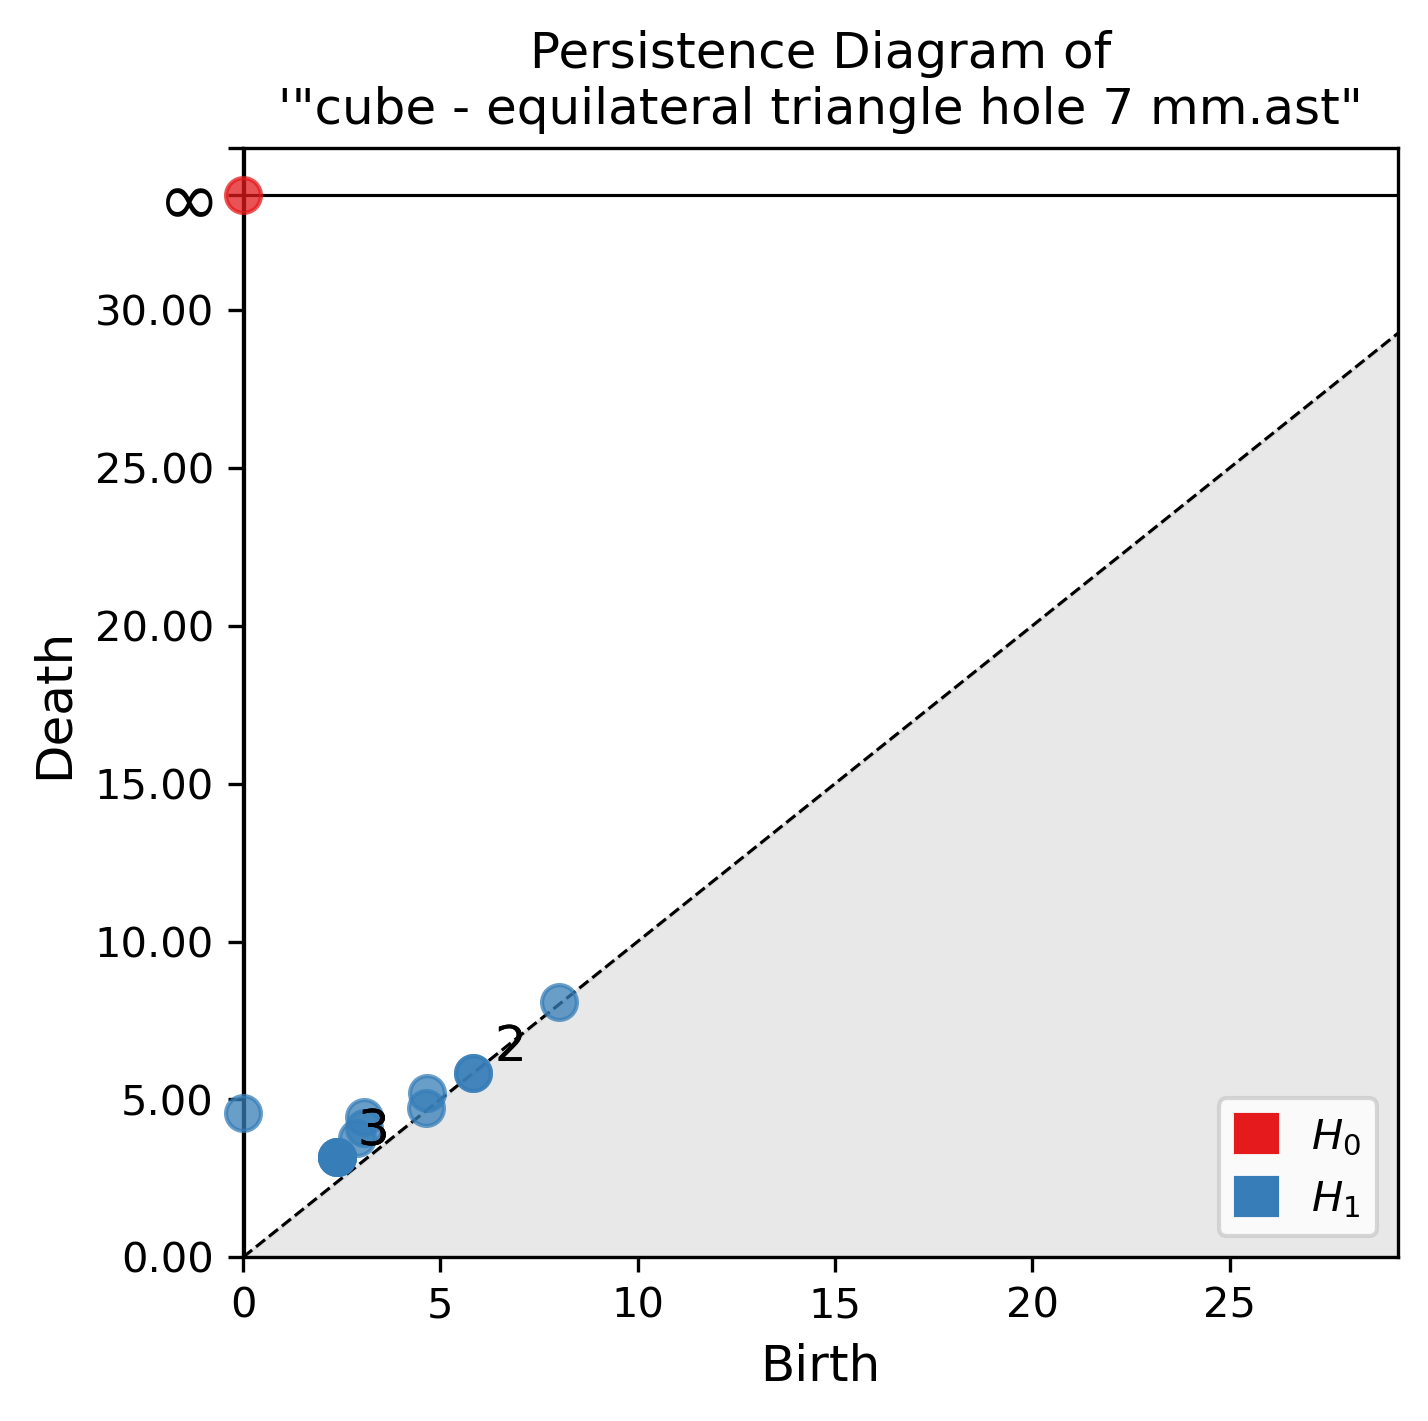 Persistence Diagram of
'"cube - equilateral triangle hole 7 mm.ast"
∞
30.00
25.00
20.00
15.00
10.00
5.00
0.00
Death
2
3
H₀
H₁
0 5 10 15 20 25
Birth